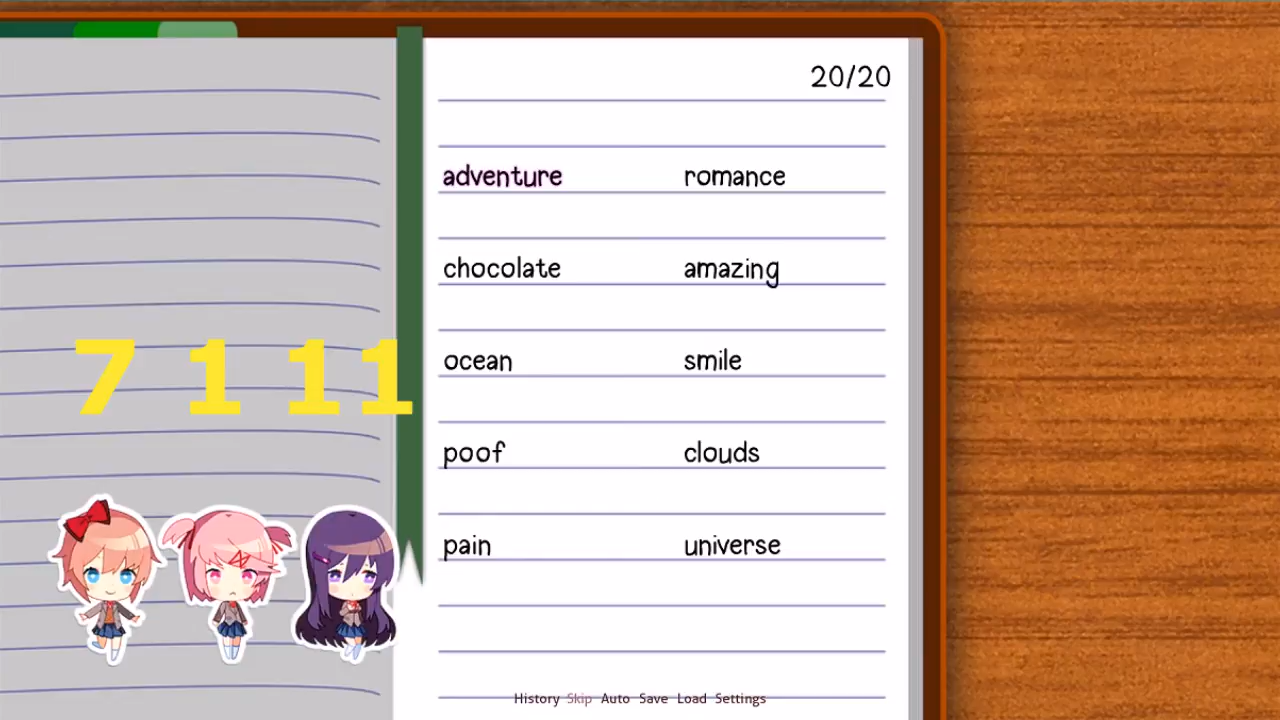 20/20
adventure romance
chocolate amazing
ocean smile
7 1 11
poof clouds
pain universe
History Skip Auto Save Load Settings